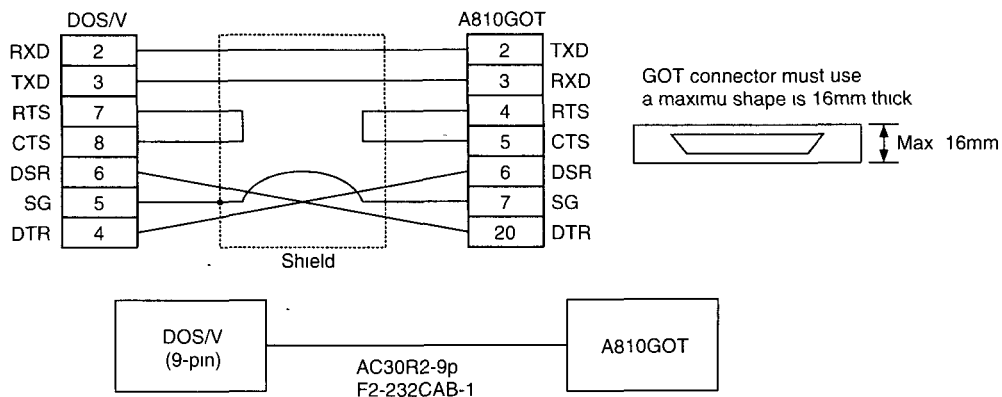 DOS/V A810GOT
RXD 2 2 TXD
TXD 3 3 RXD
RTS 7 4 RTS
CTS 8 5 CTS
DSR 6 6 DSR
SG 5 7 SG
DTR 4 20 DTR
Shield
GOT connector must use
a maximu shape is 16mm thick
Max 16mm
DOS/V
(9-pin)
AC30R2-9p
F2-232CAB-1
A810GOT